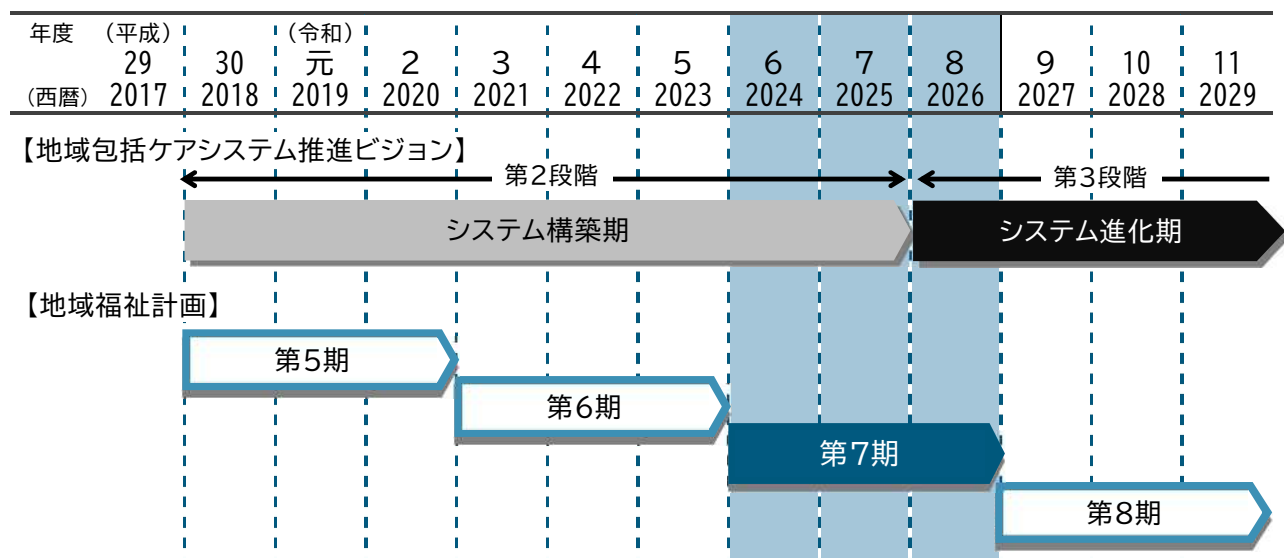 年度 （平成） （令和）
29 30 元 2 3 4 5 6 7 8 9 10 11
（西暦） 2017 2018 2019 2020 2021 2022 2023 2024 2025 2026 2027 2028 2029
【地域包括ケアシステム推進ビジョン】
第2段階 第3段階
システム構築期 システム進化期
【地域福祉計画】
第5期
第6期
第7期
第8期